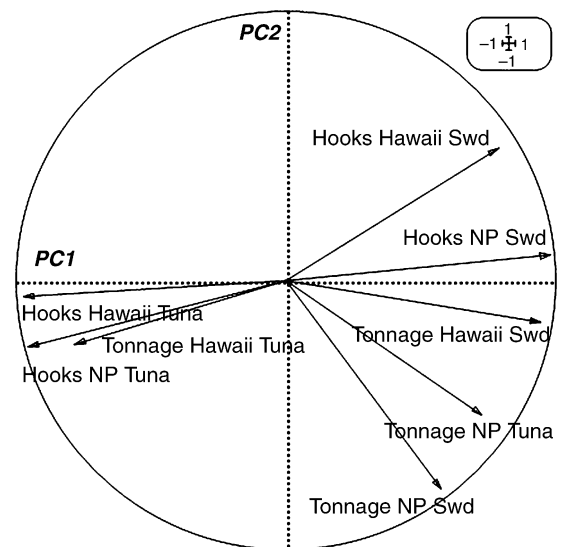 PC2
1
−1 1
−1
Hooks Hawaii Swd
Hooks NP Swd
PC1
Hooks Hawaii Tuna
Tonnage Hawaii Swd
Tonnage Hawaii Tuna
Hooks NP Tuna
Tonnage NP Tuna
Tonnage NP Swd